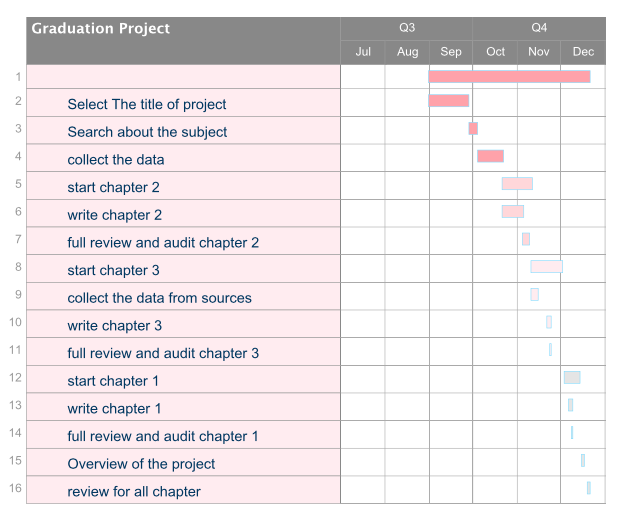 Graduation Project
Q3 Q4
Jul Aug Sep Oct Nov Dec
1
2 Select The title of project
3 Search about the subject
4 collect the data
5 start chapter 2
6 write chapter 2
7 full review and audit chapter 2
8 start chapter 3
9 collect the data from sources
10 write chapter 3
11 full review and audit chapter 3
12 start chapter 1
13 write chapter 1
14 full review and audit chapter 1
15 Overview of the project
16 review for all chapter